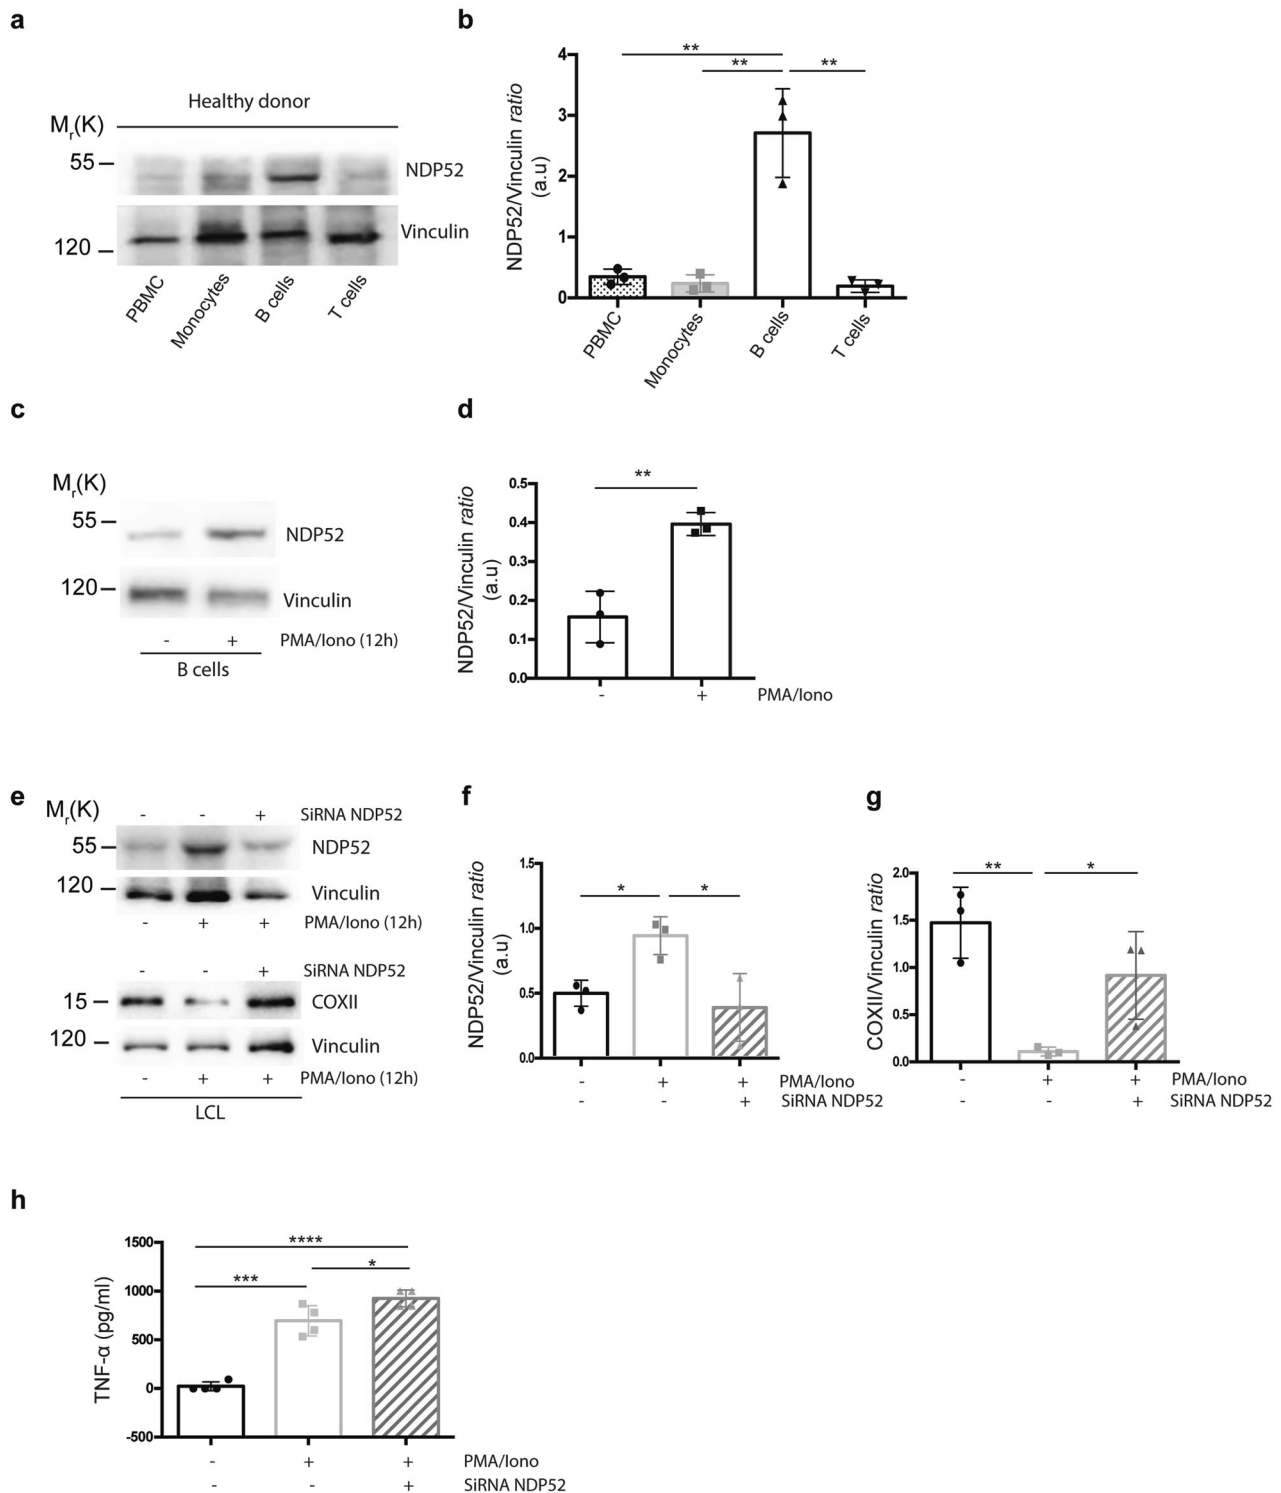 a
Healthy donor
Mr(K)
55
NDP52
Vinculin
120
PBMC
Monocytes
B cells
T cells
b
**
**
**
NDP52/Vinculin ratio
(a.u)
4
3
2
1
0
PBMC
Monocytes
B cells
T cells
c
Mr(K)
55
NDP52
120
Vinculin
- + PMA/Iono (12h)
B cells
d
**
NDP52/Vinculin ratio
(a.u)
0.5
0.4
0.3
0.2
0.1
0.0
- + PMA/Iono
e
Mr(K)
- - + SiRNA NDP52
55
NDP52
120
Vinculin
- + + PMA/Iono (12h)
- - + SiRNA NDP52
15
COXII
120
Vinculin
- + + PMA/Iono (12h)
LCL
f
NDP52/Vinculin ratio
(a.u)
1.5
1.0
0.5
0.0
* *
- + + PMA/Iono
- - + SiRNA NDP52
g
COXII/Vinculin ratio
2.0
1.5
1.0
0.5
0.0
** *
- + + PMA/Iono
- - + SiRNA NDP52
h
TNF-α (pg/ml)
1500
1000
500
0
-500
****
*
***
- + + PMA/Iono
- - + SiRNA NDP52